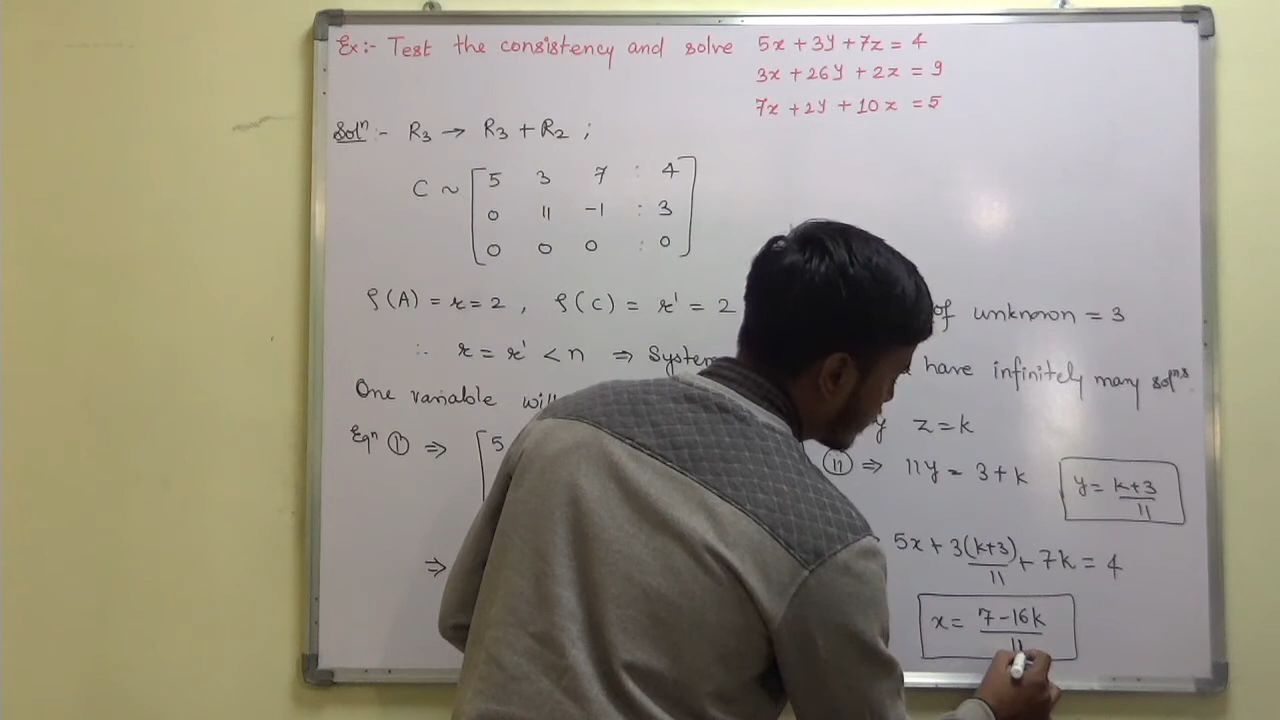 Ex:- Test the consistency and solve 5x + 3y + 7z = 4
3x + 26y + 2z = 9
7x + 2y + 10z = 5
Solⁿ:- R₃ → R₃ + R₂ ;
C ~ [ 5 3 7 : 4
0 11 -1 : 3
0 0 0 : 0 ]
ρ(A) = r = 2 , ρ(C) = r' = 2 of unknown = 3
∴ r = r' < n ⇒ System have infinitely many solⁿˢ.
One variable will z = k
Eqⁿ ① ⇒ [ 5
⑪ ⇒ 11y = 3 + k
y = (k+3)/11
⇒ 5x + 3(k+3)/11 + 7k = 4
x = (7-16k)/11